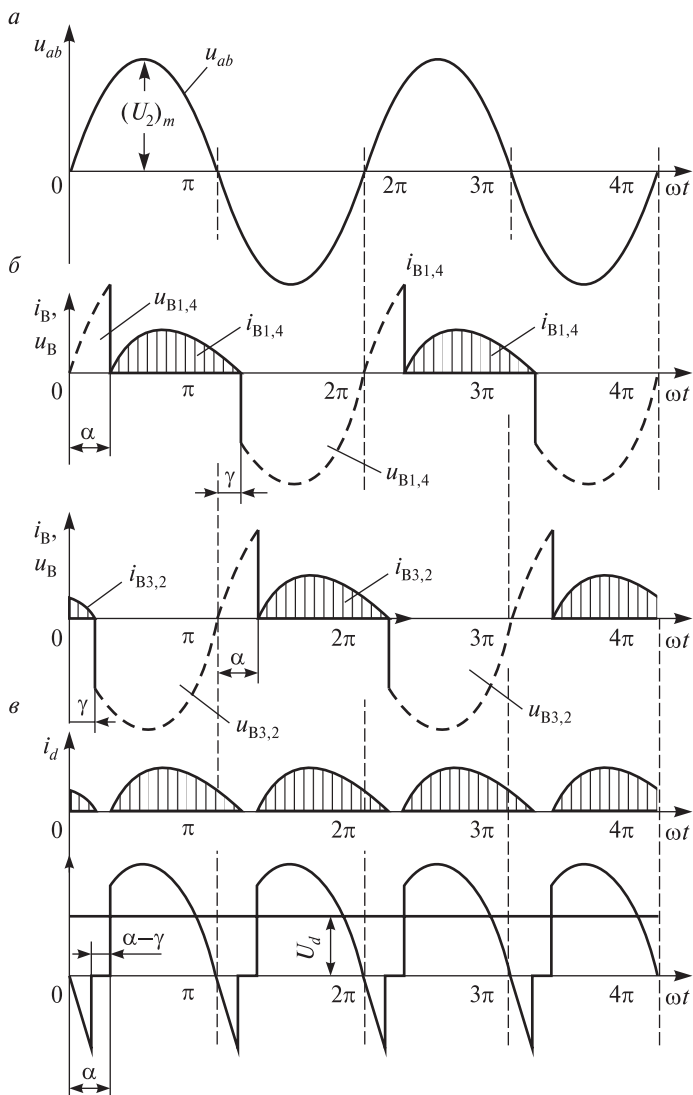 а
u_ab
u_ab
(U₂)ₘ
0 π 2π 3π 4π ωt
б
i_B1,4
i_B, u_B
u_B1,4
i_B1,4
i_B1,4
0 π 2π 3π 4π ωt
α
γ
u_B1,4
i_B, u_B
i_B3,2
i_B3,2
0 π 2π 3π 4π ωt
α
γ
u_B3,2
u_B3,2
в
i_d
0 π 2π 3π 4π ωt
α–γ
U_d
0 π 2π 3π 4π ωt
α